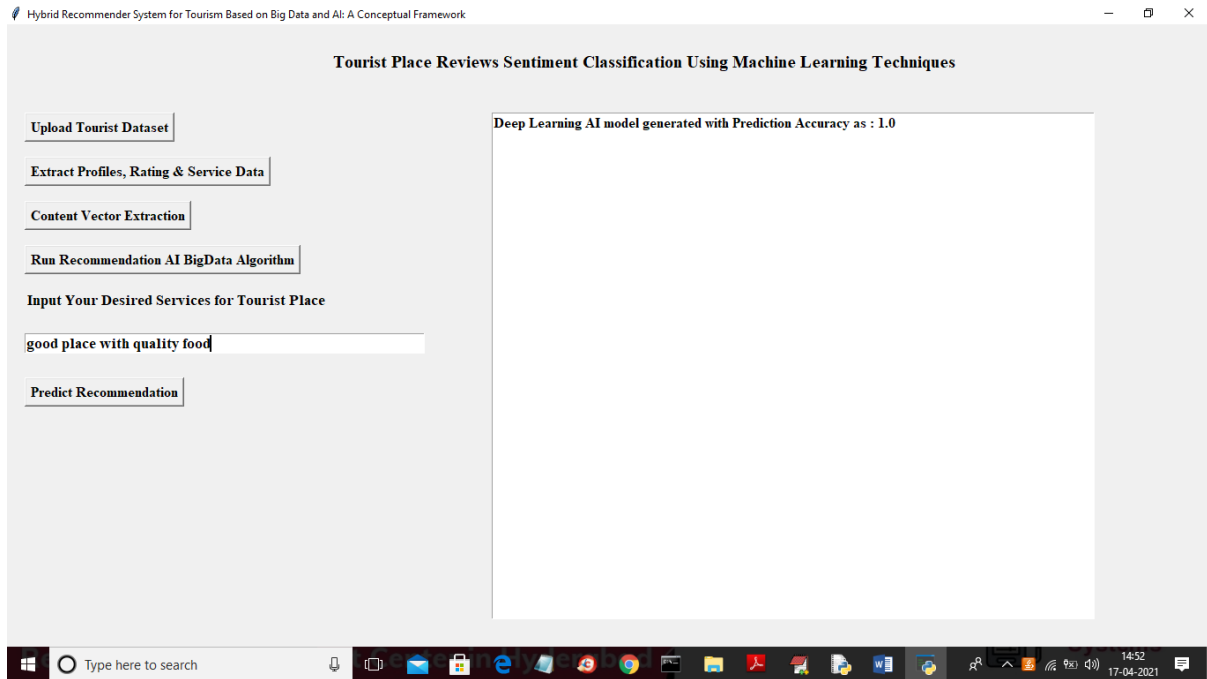 Hybrid Recommender System for Tourism Based on Big Data and AI: A Conceptual Framework
Tourist Place Reviews Sentiment Classification Using Machine Learning Techniques
Upload Tourist Dataset
Extract Profiles, Rating & Service Data
Content Vector Extraction
Run Recommendation AI BigData Algorithm
Input Your Desired Services for Tourist Place
good place with quality food
Predict Recommendation
Deep Learning AI model generated with Prediction Accuracy as : 1.0
Type here to search
14:52
17-04-2021